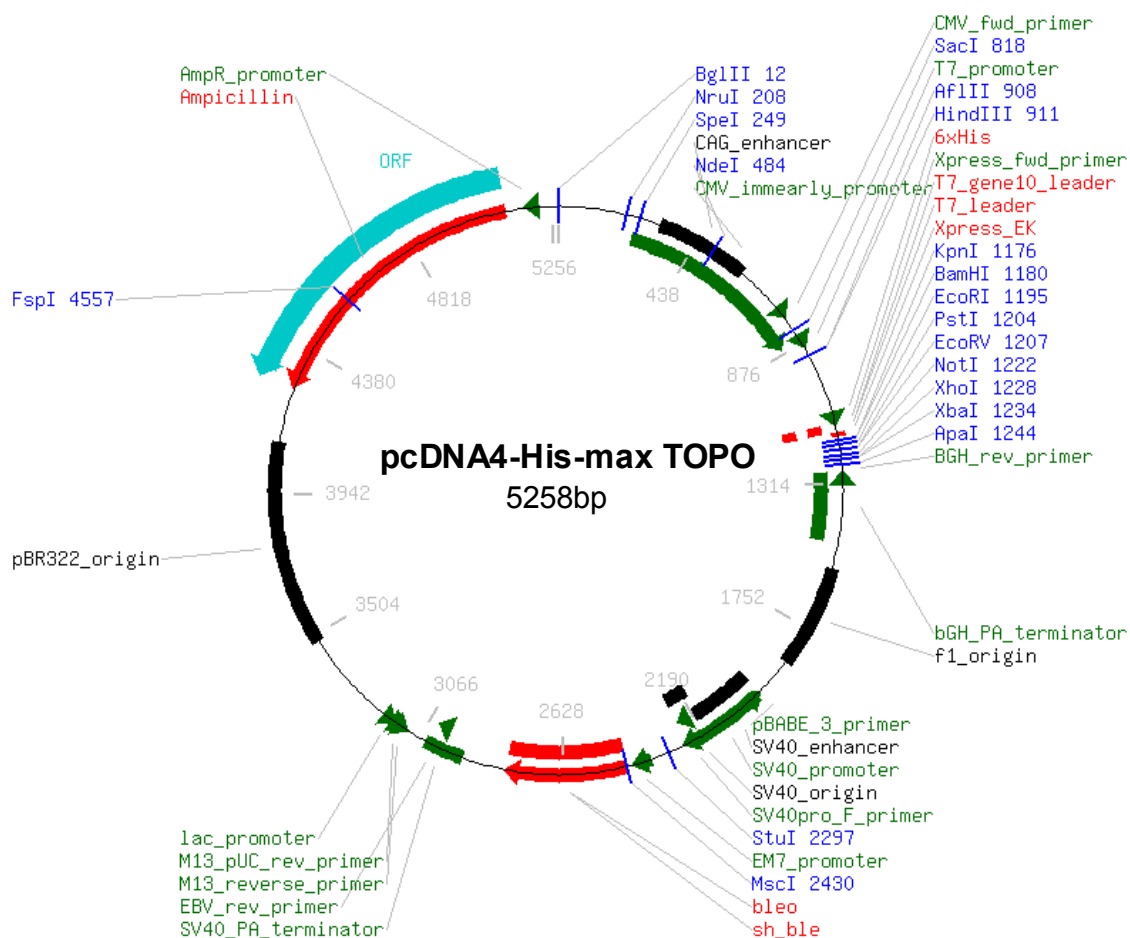 AmpR_promoter
Ampicillin
ORF
FspI 4557
pBR322_origin
BglII 12
NruI 208
SpeI 249
CAG_enhancer
NdeI 484
CMV_immearly_promoter
CMV_fwd_primer
SacI 818
T7_promoter
AflII 908
HindIII 911
6xHis
Xpress_fwd_primer
T7_gene10_leader
T7_leader
Xpress_EK
KpnI 1176
BamHI 1180
EcoRI 1195
PstI 1204
EcoRV 1207
NotI 1222
XhoI 1228
XbaI 1234
ApaI 1244
BGH_rev_primer
5256
438
876
1314
1752
2190
2628
3066
3504
3942
4380
4818
pcDNA4-His-max TOPO
5258bp
bGH_PA_terminator
f1_origin
pBABE_3_primer
SV40_enhancer
SV40_promoter
SV40_origin
SV40pro_F_primer
StuI 2297
EM7_promoter
MscI 2430
bleo
sh_ble
lac_promoter
M13_pUC_rev_primer
M13_reverse_primer
EBV_rev_primer
SV40_PA_terminator